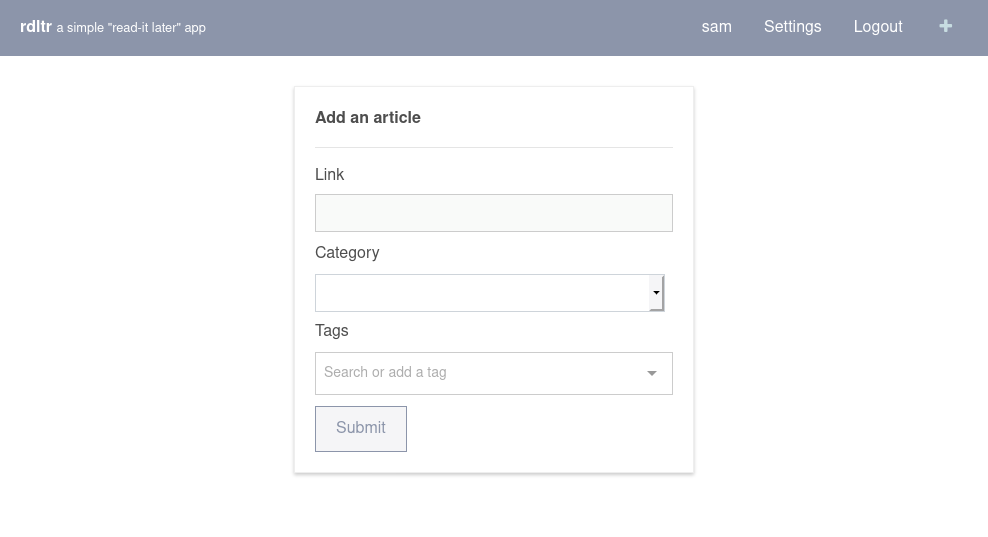 rdltr a simple "read-it later" app sam Settings Logout +
Add an article
Link
Category
Tags
Search or add a tag
Submit